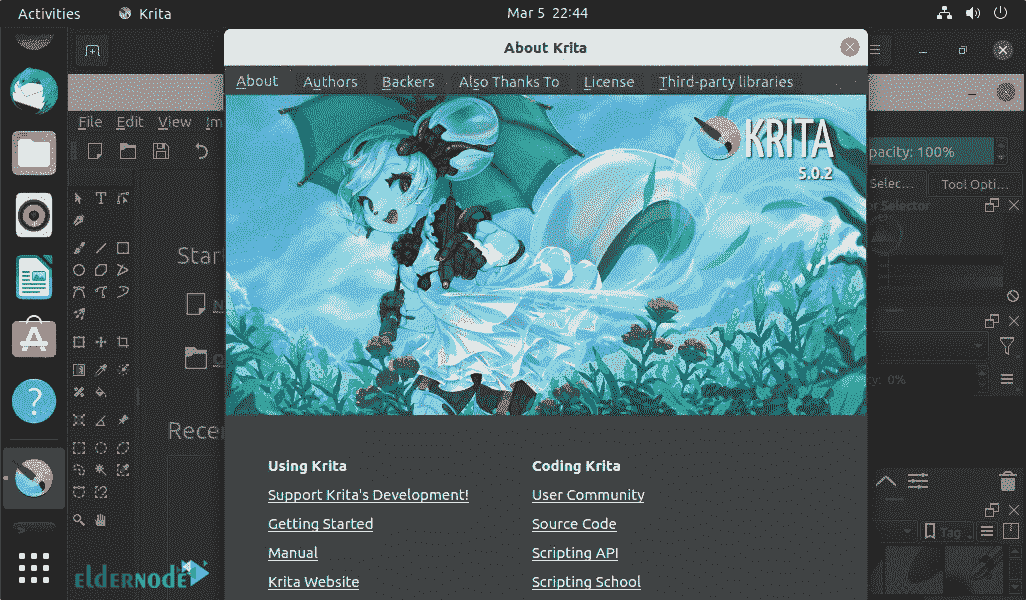 Activities Krita Mar 5 22:44
About Krita
About Authors Backers Also Thanks To License Third-party libraries
File Edit View Im
KRITA
5.0.2
pacity: 100%
Selec... Tool Opti...
or Selector
Star
N
O
ty: 0%
Recen
Using Krita Coding Krita
Support Krita's Development! User Community
Getting Started Source Code
Manual Scripting API
Krita Website Scripting School
Tag
eldernode